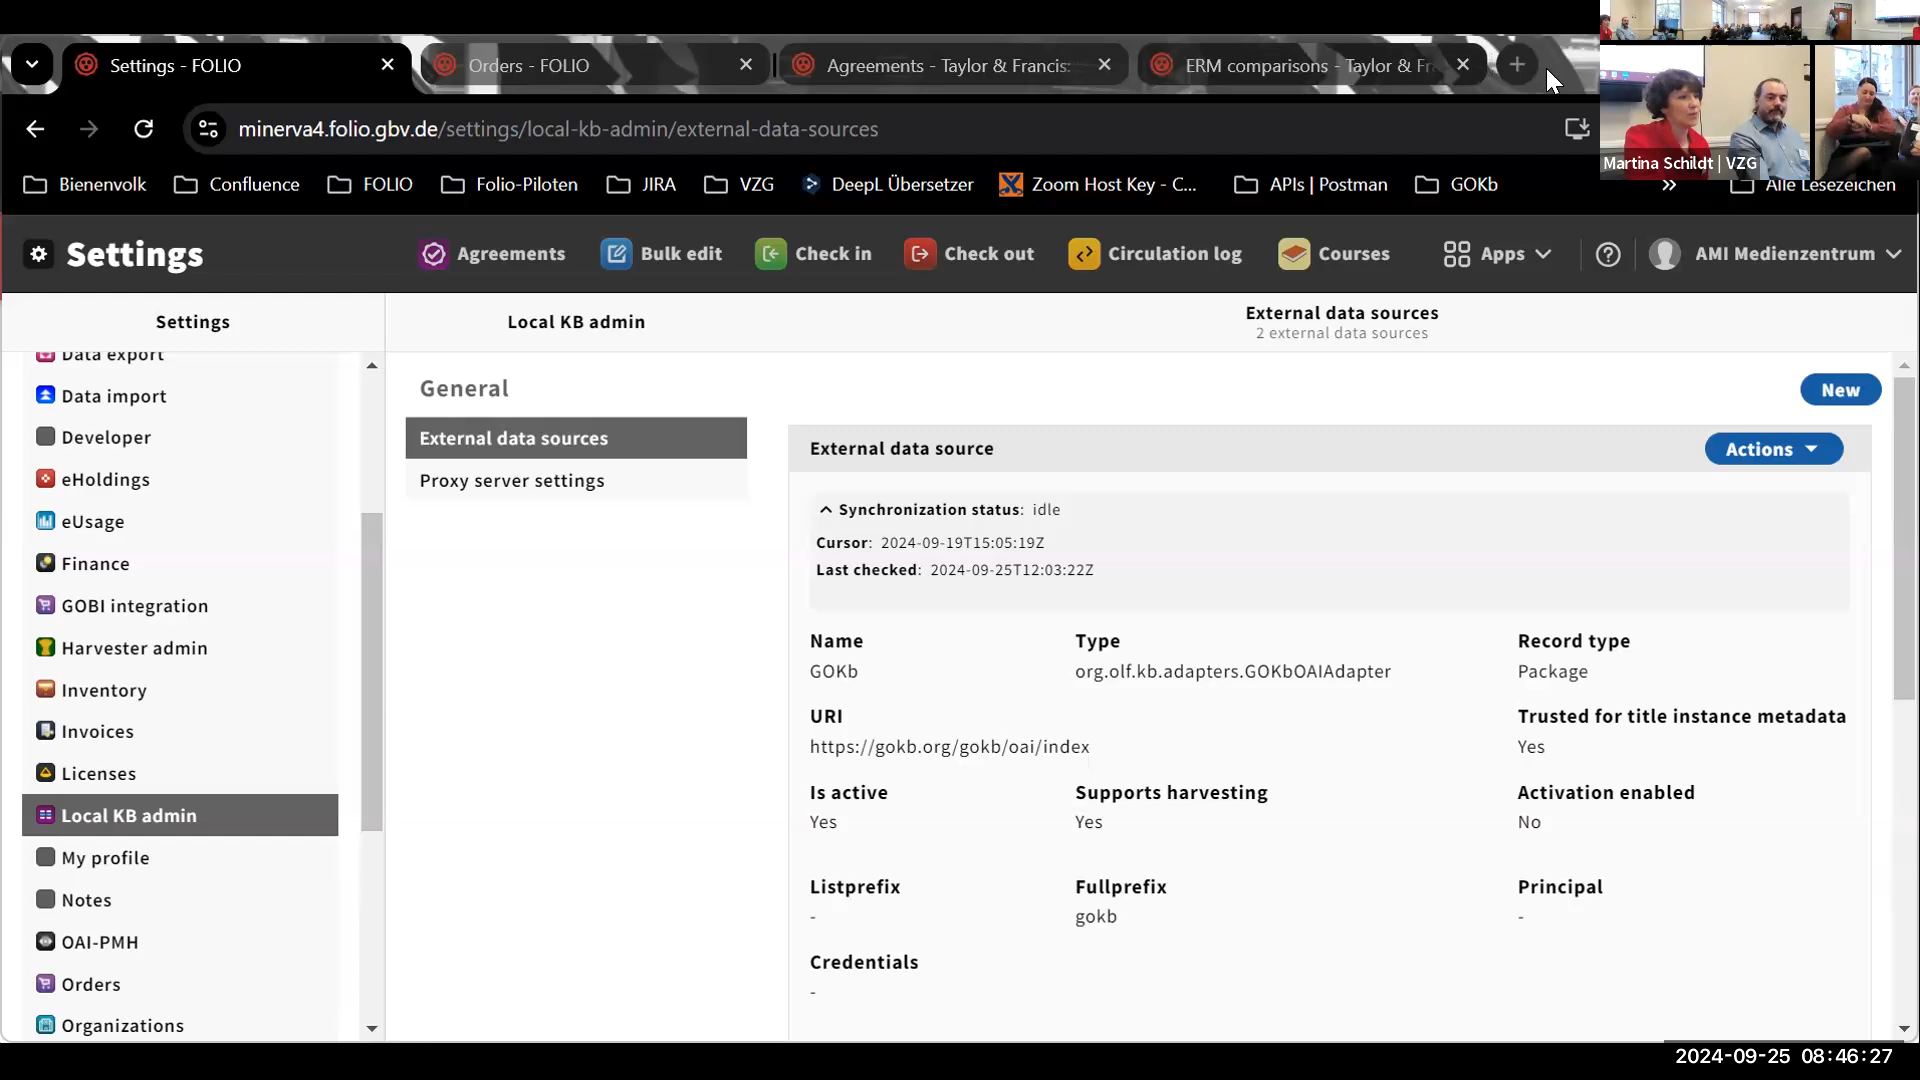 Settings - FOLIO
Orders - FOLIO
Agreements - Taylor & Francis:
ERM comparisons - Taylor & Fr
minerva4.folio.gbv.de/settings/local-kb-admin/external-data-sources
Martina Schildt | VZG
Bienenvolk
Confluence
FOLIO
Folio-Piloten
JIRA
VZG
DeepL Übersetzer
Zoom Host Key - C...
APIs | Postman
GOKb
»
Alle Lesezeichen
Settings
Agreements
Bulk edit
Check in
Check out
Circulation log
Courses
Apps
AMI Medienzentrum
Settings
Local KB admin
External data sources
2 external data sources
Data export
Data import
Developer
eHoldings
eUsage
Finance
GOBI integration
Harvester admin
Inventory
Invoices
Licenses
Local KB admin
My profile
Notes
OAI-PMH
Orders
Organizations
General
External data sources
Proxy server settings
New
External data source
Actions
Synchronization status: idle
Cursor: 2024-09-19T15:05:19Z
Last checked: 2024-09-25T12:03:22Z
Name
Type
Record type
GOKb
org.olf.kb.adapters.GOKbOAIAdapter
Package
URI
Trusted for title instance metadata
https://gokb.org/gokb/oai/index
Yes
Is active
Supports harvesting
Activation enabled
Yes
Yes
No
Listprefix
Fullprefix
Principal
-
gokb
-
Credentials
-
2024-09-25 08:46:27